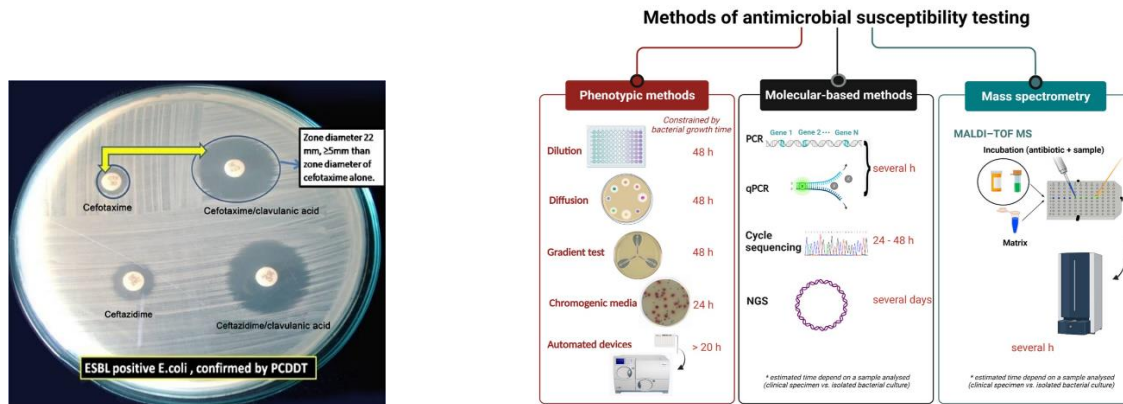 Zone diameter 22
mm, ≥5mm than
zone diameter of
cefotaxime alone.
Cefotaxime
Cefotaxime/clavulanic acid
Ceftazidime
Ceftazidime/clavulanic acid
ESBL positive E.coli , confirmed by PCDDT
Methods of antimicrobial susceptibility testing
Phenotypic methods
Constrained by
bacterial growth time
Dilution
48 h
Diffusion
48 h
Gradient test
48 h
Chromogenic media
24 h
Automated devices
> 20 h
Molecular-based methods
Gene 1 Gene 2 ··· Gene N
PCR
qPCR
several h
Cycle
sequencing
24 - 48 h
NGS
several days
* estimated time depend on a sample analysed
(clinical specimen vs. isolated bacterial culture)
Mass spectrometry
MALDI–TOF MS
Incubation (antibiotic + sample)
Matrix
several h
* estimated time depend on a sample analysed
(clinical specimen vs. isolated bacterial culture)